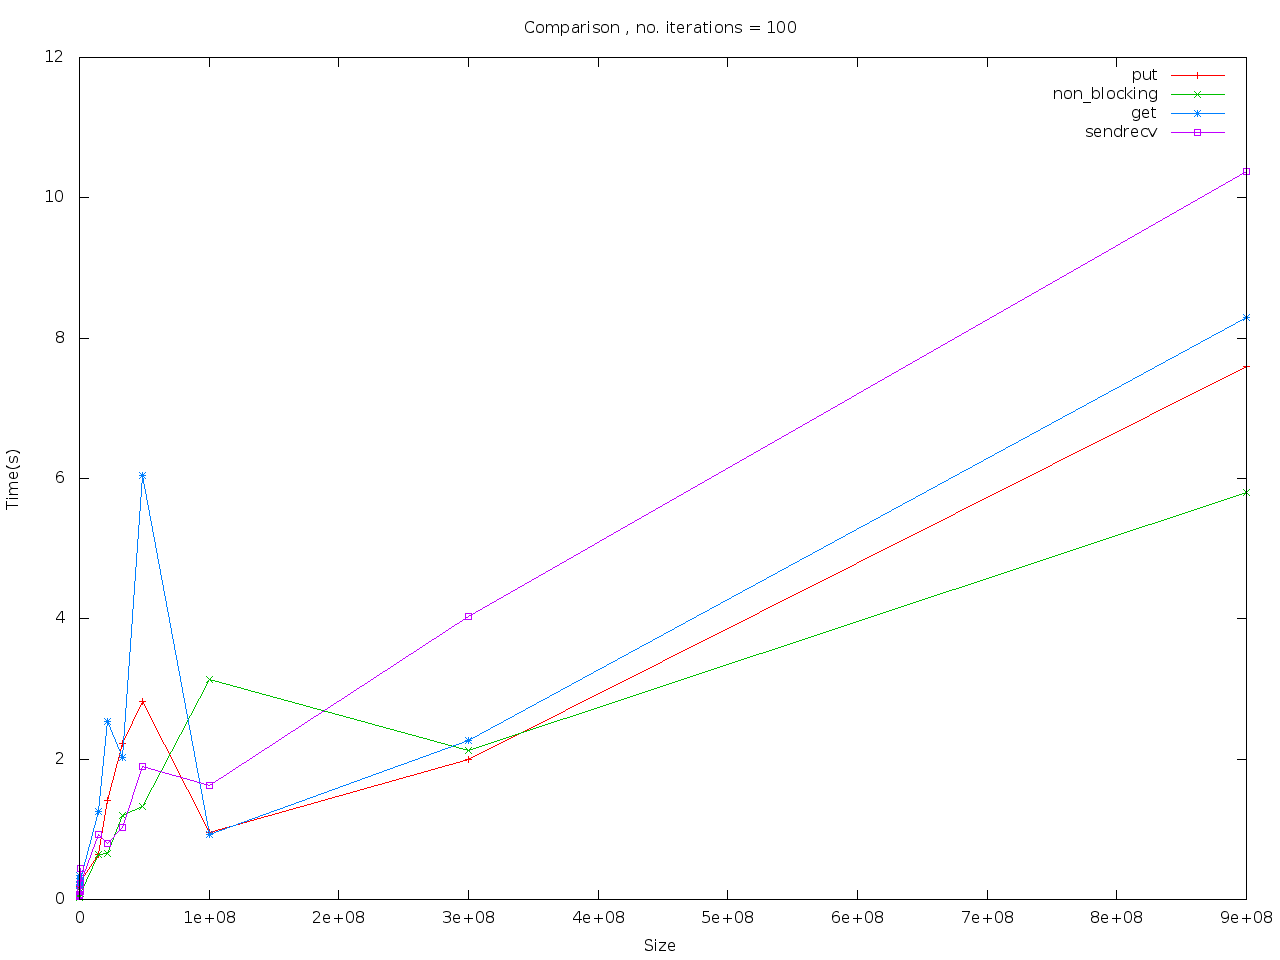 Comparison , no. iterations = 100
put
non_blocking
get
sendrecv
12
10
8
6
4
2
0
Time(s)
0 1e+08 2e+08 3e+08 4e+08 5e+08 6e+08 7e+08 8e+08 9e+08
Size